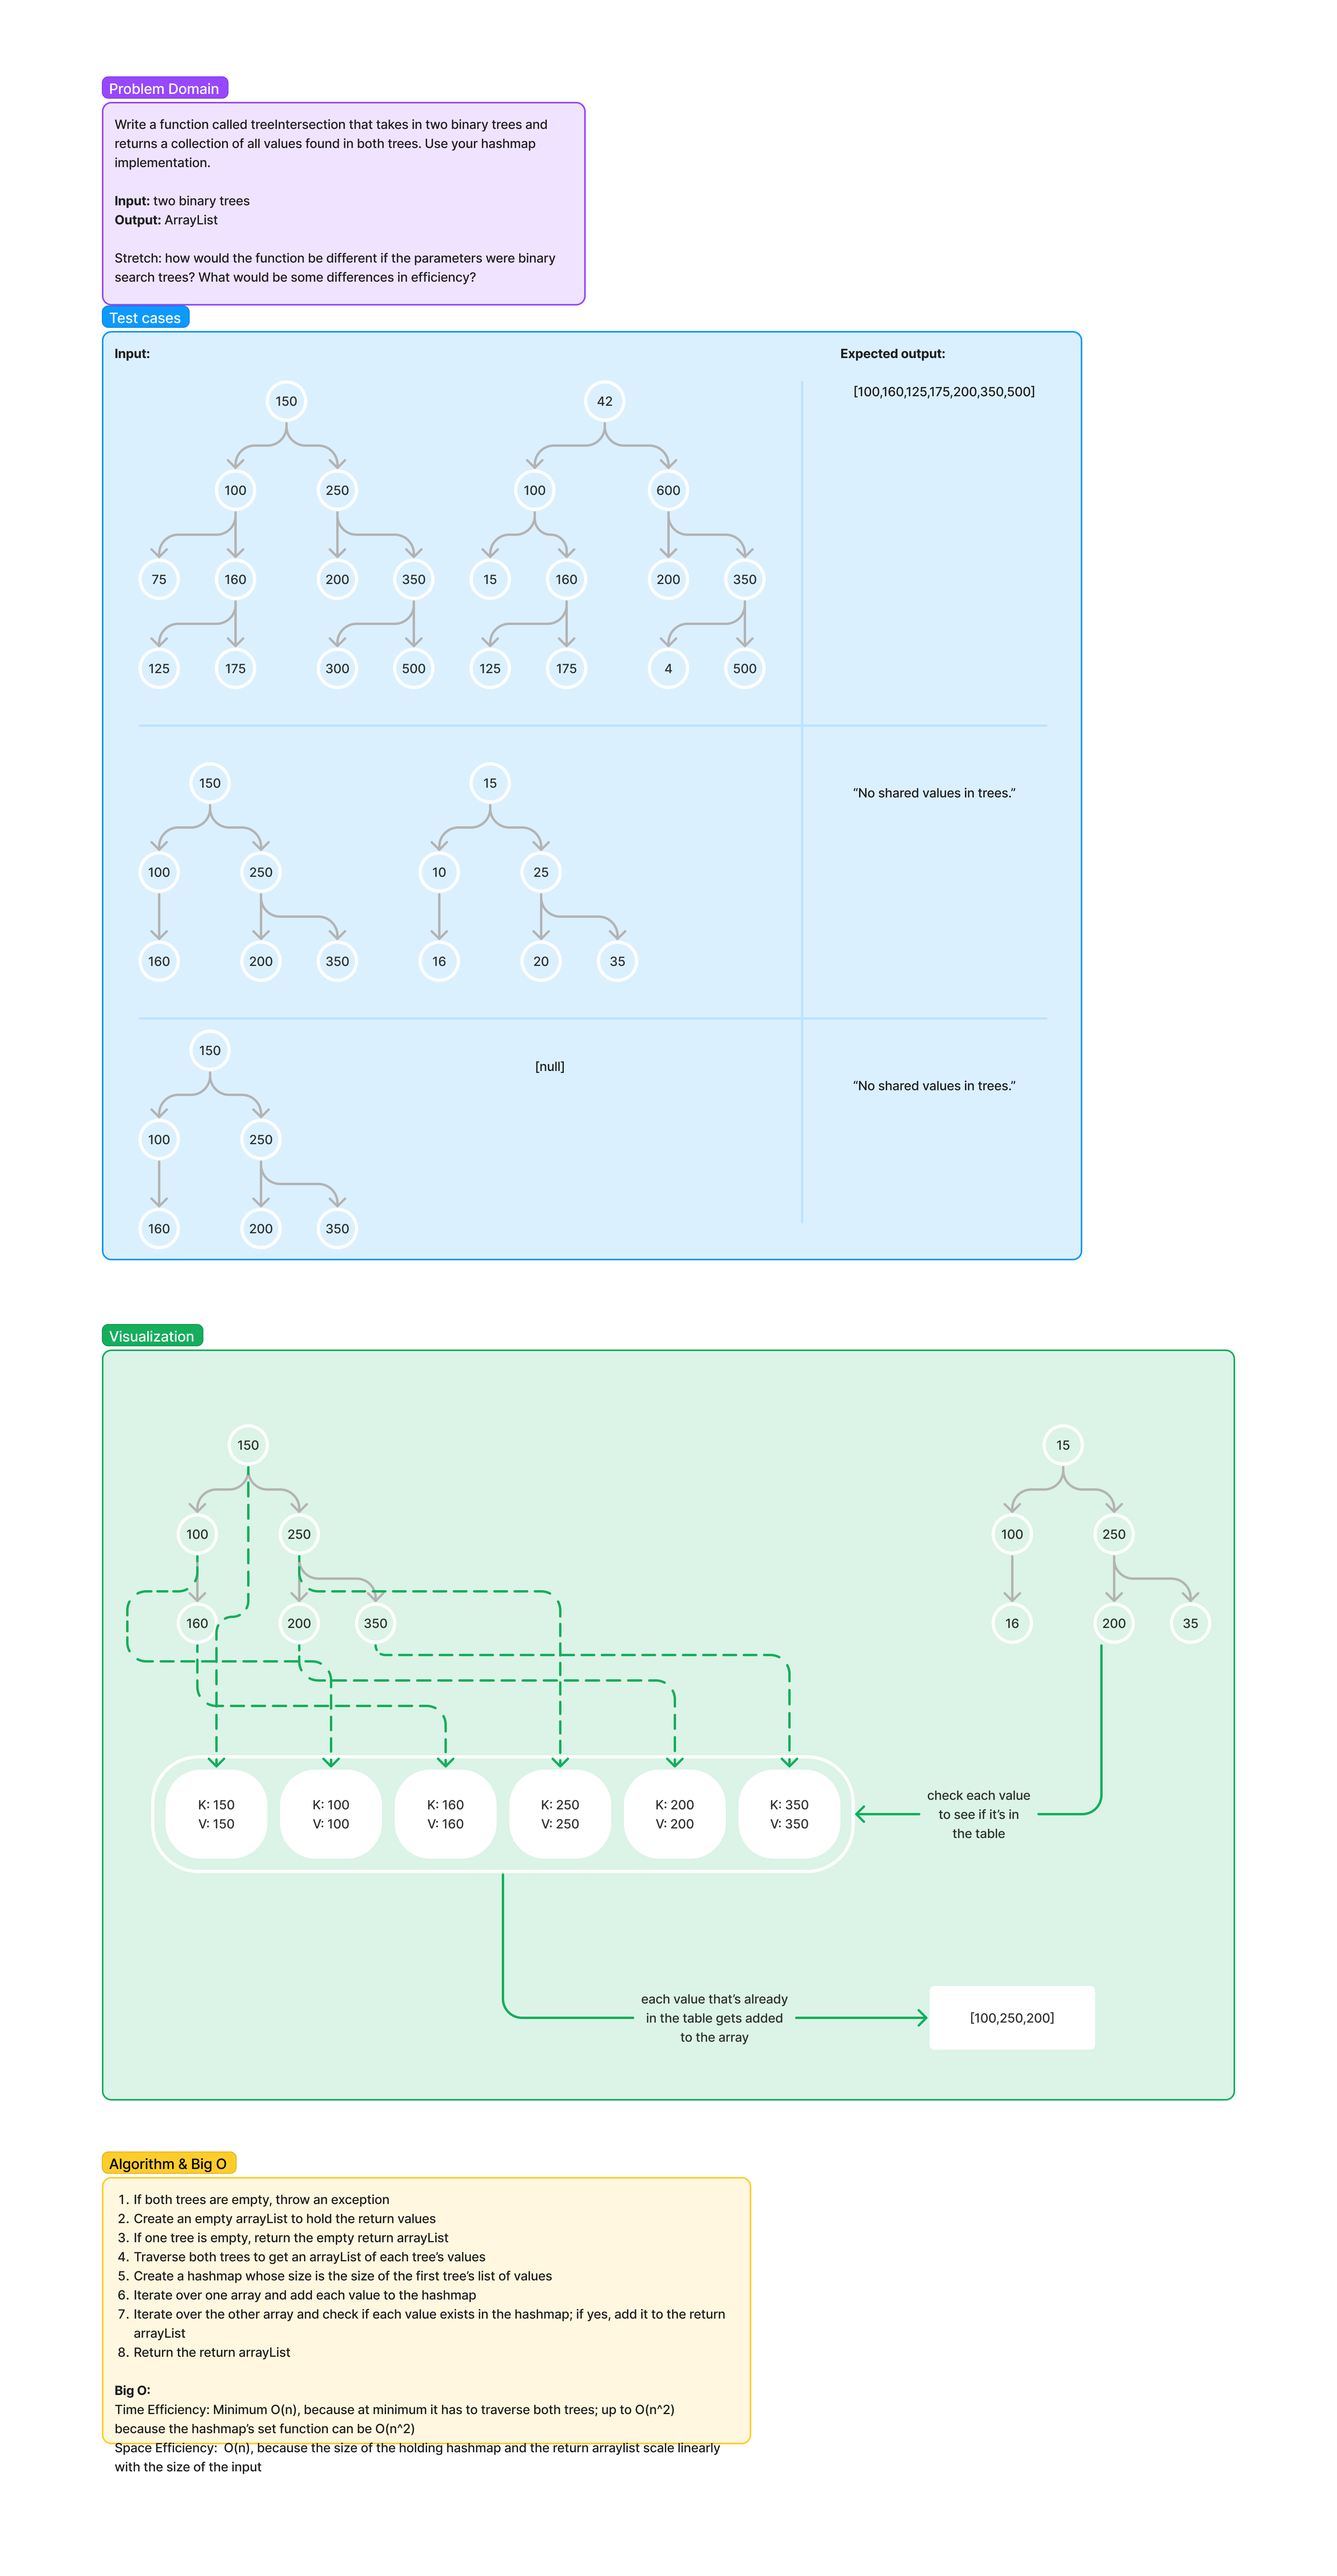 Problem Domain
Write a function called treeIntersection that takes in two binary trees and
returns a collection of all values found in both trees. Use your hashmap
implementation.
Input: two binary trees
Output: ArrayList
Stretch: how would the function be different if the parameters were binary
search trees? What would be some differences in efficiency?
Test cases
Input:
Expected output:
[100,160,125,175,200,350,500]
150
42
100
250
100
600
75
160
200
350
15
160
200
350
125
175
300
500
125
175
4
500
150
15
“No shared values in trees.”
100
250
10
25
160
200
350
16
20
35
150
[null]
“No shared values in trees.”
100
250
160
200
350
Visualization
150
15
100
250
100
250
160
200
350
16
200
35
K: 150
V: 150
K: 100
V: 100
K: 160
V: 160
K: 250
V: 250
K: 200
V: 200
K: 350
V: 350
check each value
to see if it’s in
the table
each value that’s already
in the table gets added
to the array
[100,250,200]
Algorithm & Big O
1. If both trees are empty, throw an exception
2. Create an empty arrayList to hold the return values
3. If one tree is empty, return the empty return arrayList
4. Traverse both trees to get an arrayList of each tree’s values
5. Create a hashmap whose size is the size of the first tree’s list of values
6. Iterate over one array and add each value to the hashmap
7. Iterate over the other array and check if each value exists in the hashmap; if yes, add it to the return
arrayList
8. Return the return arrayList
Big O:
Time Efficiency: Minimum O(n), because at minimum it has to traverse both trees; up to O(n^2)
because the hashmap’s set function can be O(n^2)
Space Efficiency:  O(n), because the size of the holding hashmap and the return arraylist scale linearly
with the size of the input